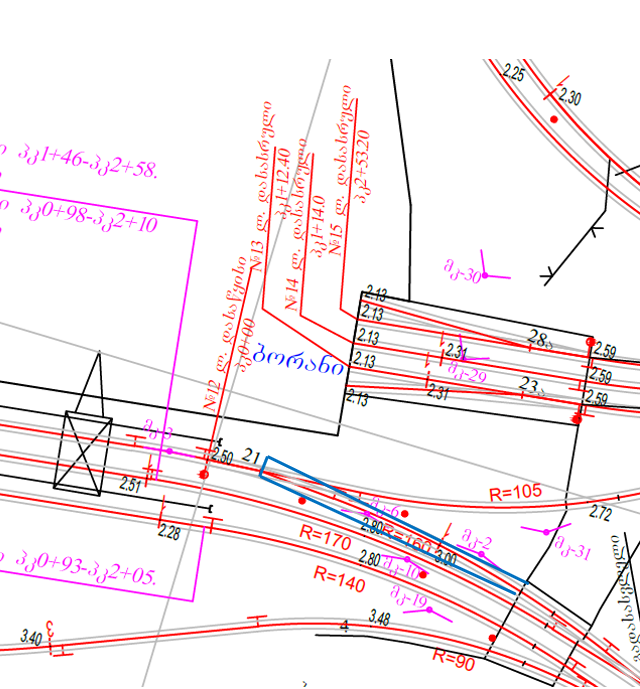 პკ1+46-პკ2+58.
პკ0+98-პკ2+10
№13 ლ. დასასრული
პკ1+12.40
№14 ლ. დასასრული
პკ1+14.0
№15 ლ. დასასრული
პკ2+53.20
№12 ლ. დასაწყისი
პკ0+00
ბორანი
2.25
2.30
მკ-30
2.13
2.13
2.13
2.13
2.13
2.31
28ა
2.59
მკ-29
2.59
2.31
23ა
2.59
მკ-3
2.50
21
2.51
2.28
R=105
2.72
მკ-6
2.80
R=160
3.00
მკ-2
მკ-31
R=170
2.80
მკ-10
R=140
მკ-19
პკ0+93-პკ2+05.
3
3.40
4
3.48
R=90